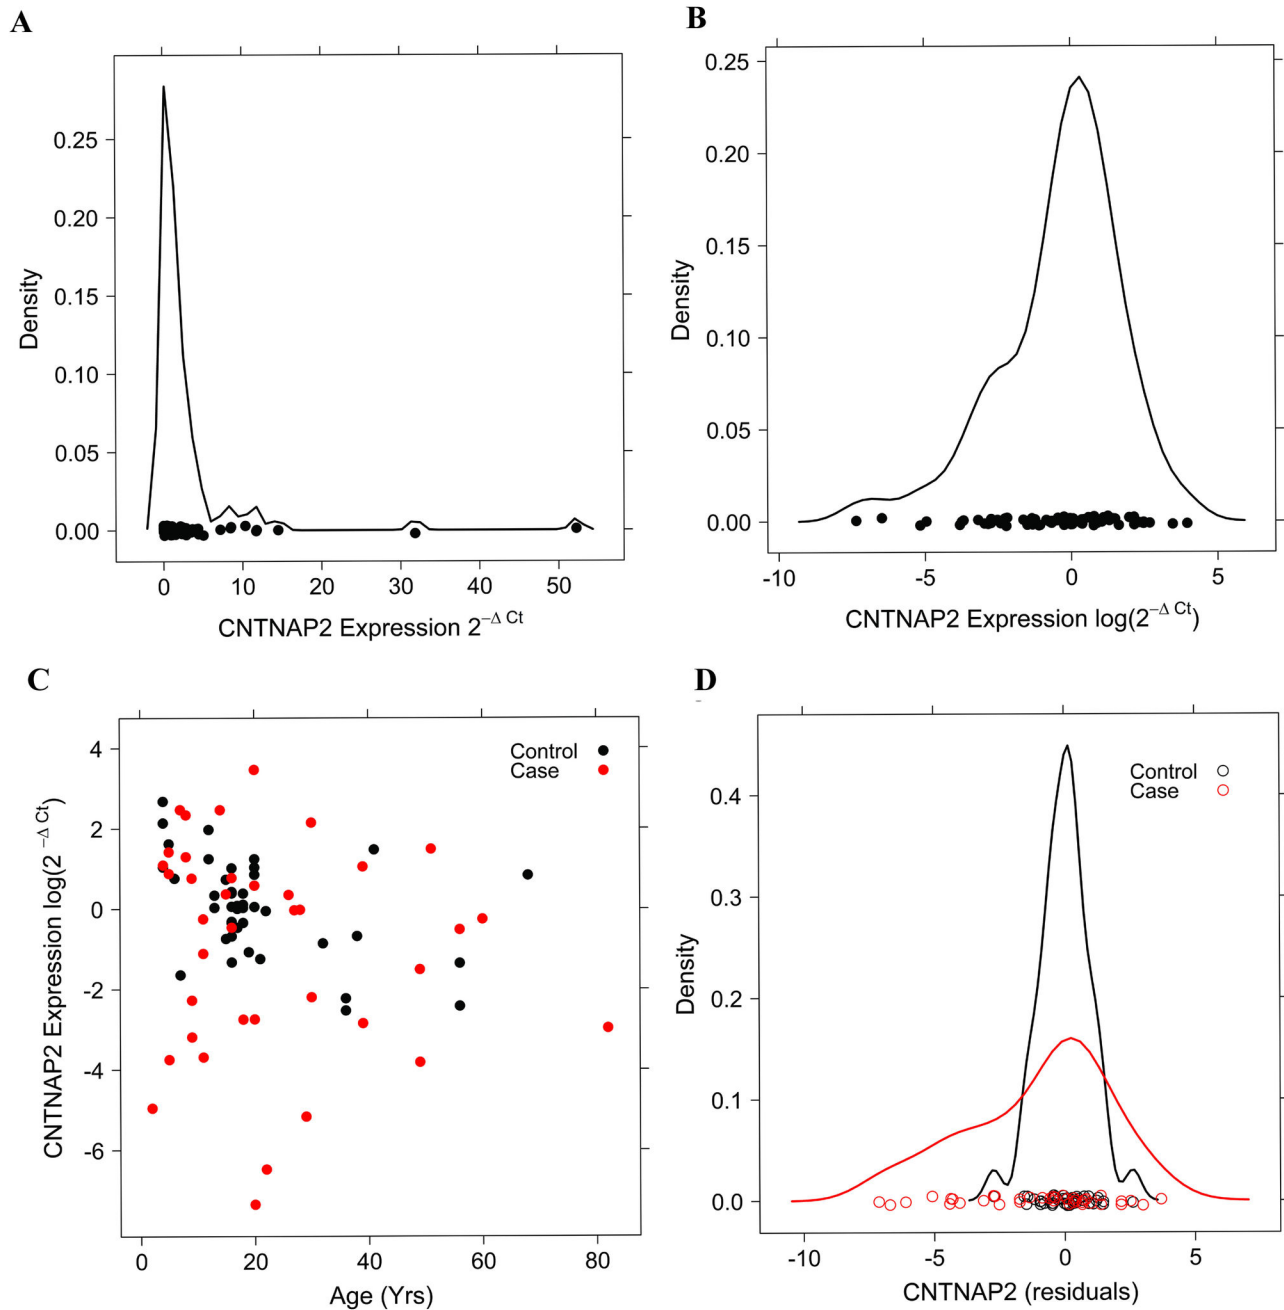 A
0 10 20 30 40 50
0.25
0.20
0.15
0.10
0.05
0.00
Density
CNTNAP2 Expression 2^−Δ Ct
B
0.25
0.20
0.15
0.10
0.05
0.00
Density
-10 -5 0 5
CNTNAP2 Expression log(2^−Δ Ct)
C
4
2
0
-2
-4
-6
CNTNAP2 Expression log(2^−Δ Ct)
Control
Case
0 20 40 60 80
Age (Yrs)
D
0.4
0.3
0.2
0.1
0.0
Density
Control
Case
-10 -5 0 5
CNTNAP2 (residuals)